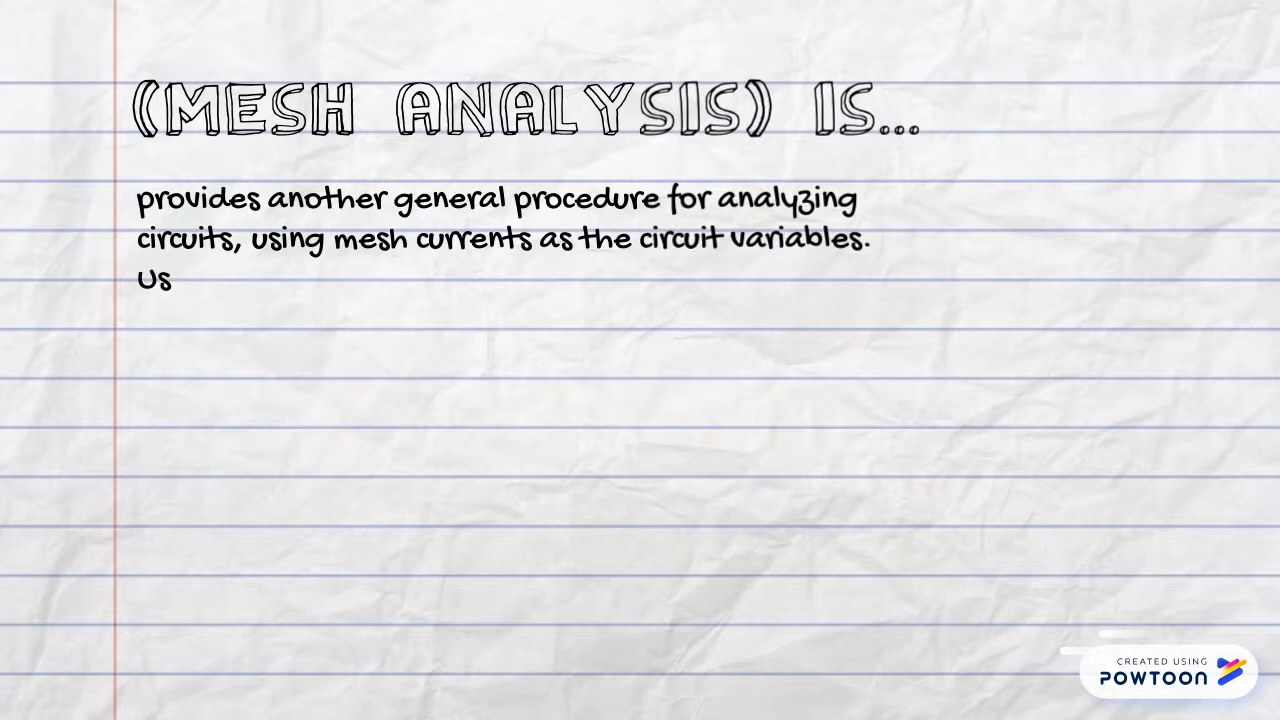 (MESH ANALYSIS) IS...
provides another general procedure for analyzing
circuits, using mesh currents as the circuit variables.
Us
CREATED USING
POWTOON